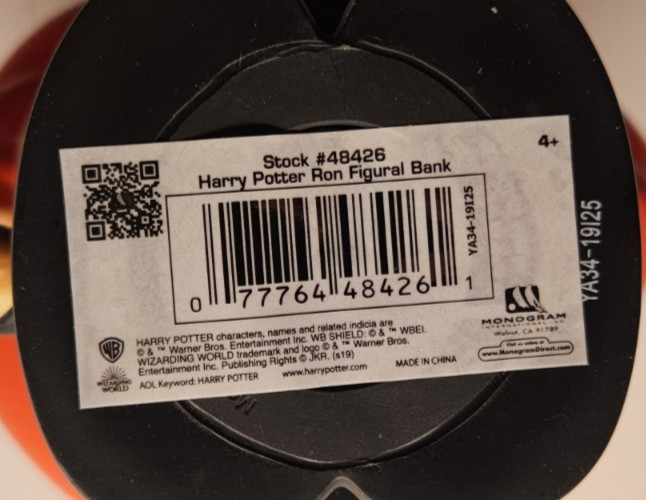 Stock #48426
4+
Harry Potter Ron Figural Bank
YA34-19I25
0 77764 48426 1
YA34-19I25
MONOGRAM
INTERNATIONAL INC.
Walnut, CA 91789
Visit us online at
www.MonogramDirect.com
WB
WIZARDING
WORLD
HARRY POTTER characters, names and related indicia are
© & ™ Warner Bros. Entertainment Inc. WB SHIELD: © & ™ WBEI.
WIZARDING WORLD trademark and logo © & ™ Warner Bros.
Entertainment Inc. Publishing Rights © JKR. (s19)
AOL Keyword: HARRY POTTER
www.harrypotter.com
MADE IN CHINA